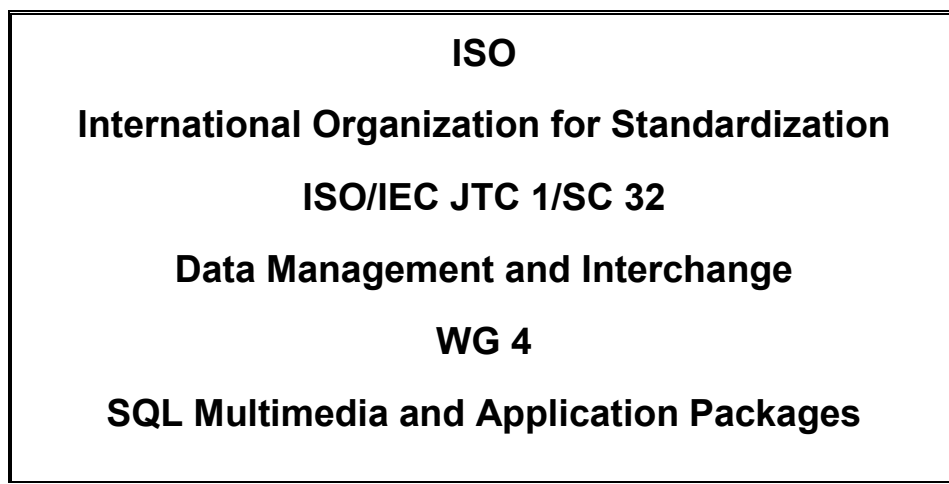 ISO
International Organization for Standardization
ISO/IEC JTC 1/SC 32
Data Management and Interchange
WG 4
SQL Multimedia and Application Packages